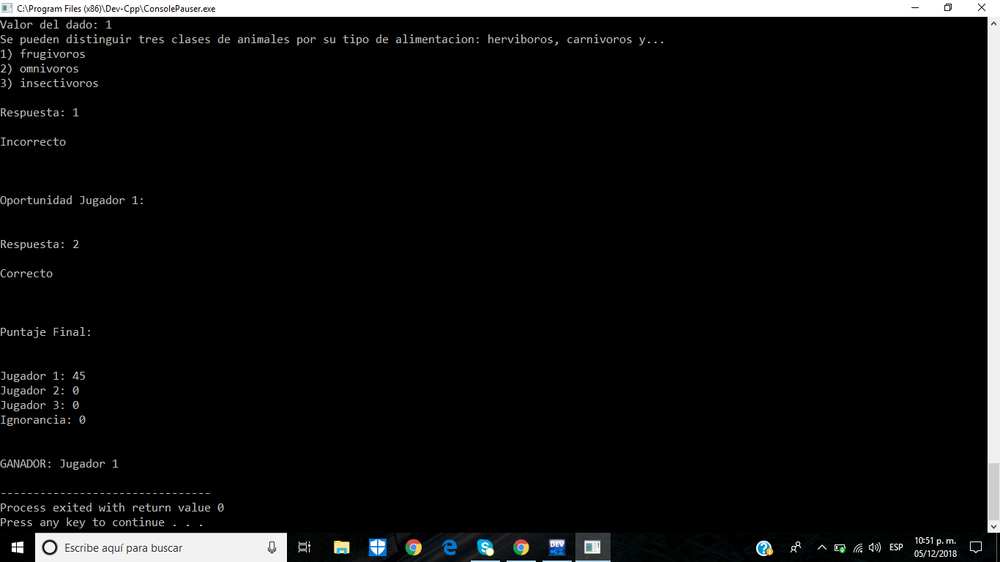 C:\Program Files (x86)\Dev-Cpp\ConsolePauser.exe
Valor del dado: 1
Se pueden distinguir tres clases de animales por su tipo de alimentacion: herviboros, carnivoros y...
1) frugivoros
2) omnivoros
3) insectivoros
Respuesta: 1
Incorrecto
Oportunidad Jugador 1:
Respuesta: 2
Correcto
Puntaje Final:
Jugador 1: 45
Jugador 2: 0
Jugador 3: 0
Ignorancia: 0
GANADOR: Jugador 1
--------------------------------
Process exited with return value 0
Press any key to continue . . .
Escribe aquí para buscar
DEV
ESP
10:51 p. m.
05/12/2018